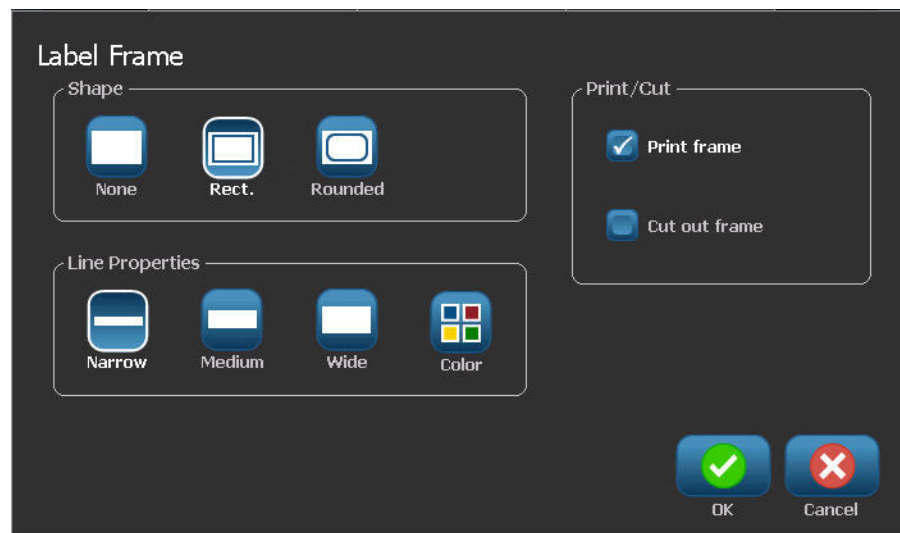 Label Frame
Shape
None
Rect.
Rounded
Print/Cut
Print frame
Cut out frame
Line Properties
Narrow
Medium
Wide
Color
OK
Cancel